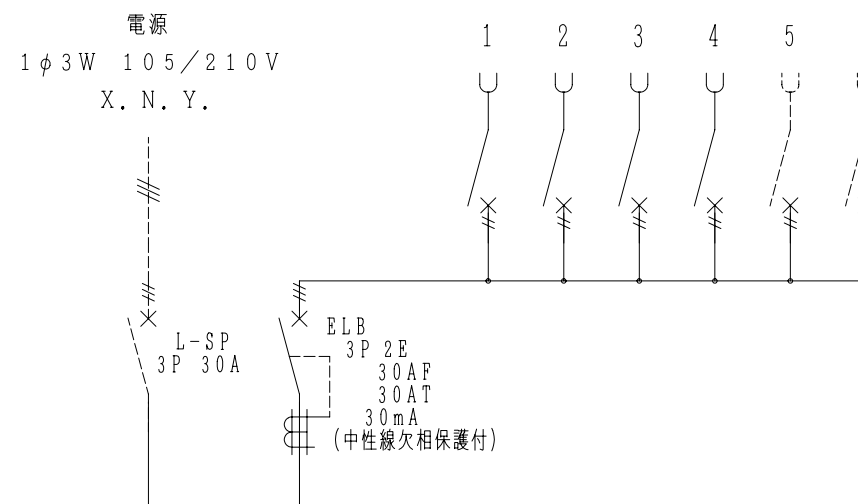 電源
1φ3W 105/210V
X. N. Y.
1 2 3 4 5
L-SP
3P 30A
ELB
3P 2E
30AF
30AT
30mA
(中性線欠相保護付)